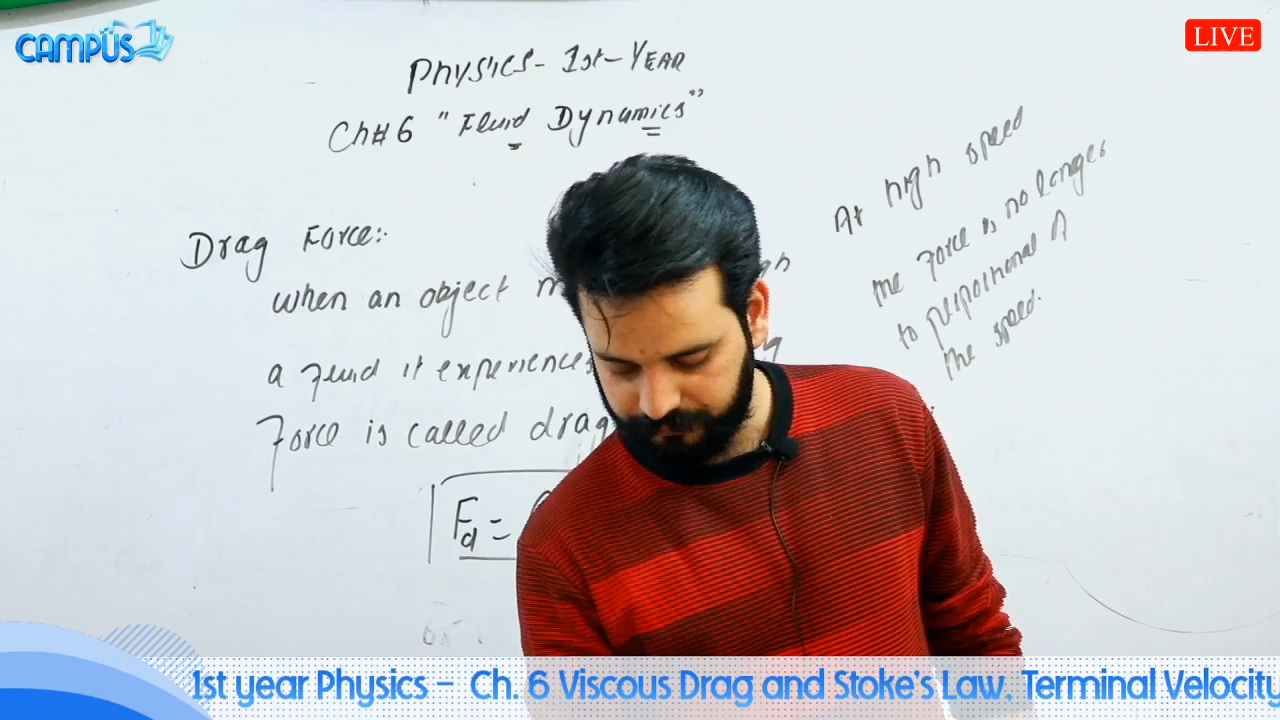 CAMPUS
LIVE
Physics - 1st - YEAR
Ch# 6 "Fluid Dynamics"
Drag Force:-
when an object
a fluid it experiences
Force is called drag
Fd =
At high speed
the force is no longer
to proportional of
the speed.
1st year Physics - Ch. 6 Viscous Drag and Stoke's Law, Terminal Velocity